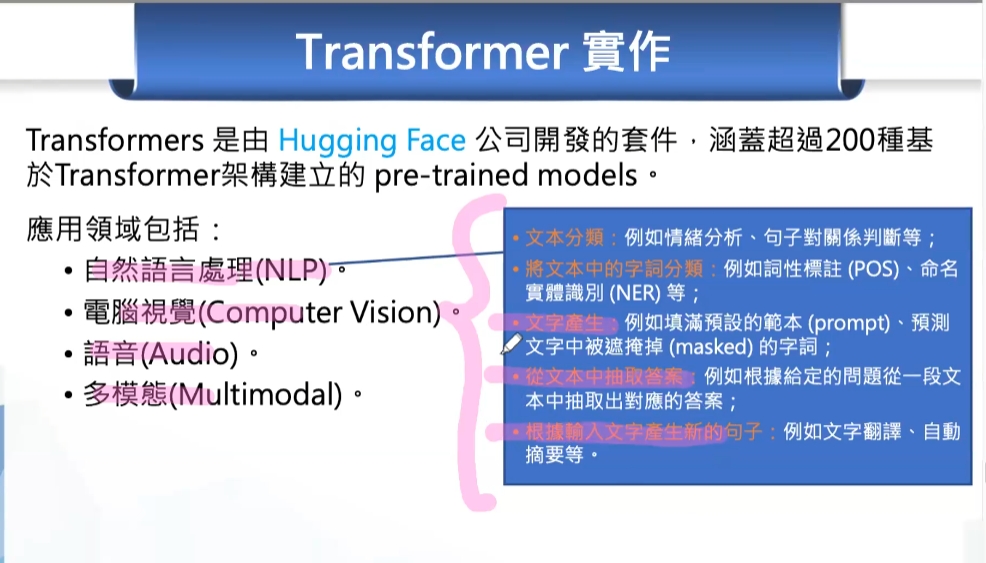 Transformer 實作
Transformers 是由 Hugging Face 公司開發的套件，涵蓋超過200種基
於Transformer架構建立的 pre-trained models。
應用領域包括：
• 自然語言處理(NLP)。
• 電腦視覺(Computer Vision)。
• 語音(Audio)。
• 多模態(Multimodal)。
• 文本分類：例如情緒分析、句子對關係判斷等；
• 將文本中的字詞分類：例如詞性標註 (POS)、命名
實體識別 (NER) 等；
• 文字產生：例如填滿預設的範本 (prompt)、預測
文字中被遮掩掉 (masked) 的字詞；
• 從文本中抽取答案：例如根據給定的問題從一段文
本中抽取出對應的答案；
• 根據輸入文字產生新的句子：例如文字翻譯、自動
摘要等。